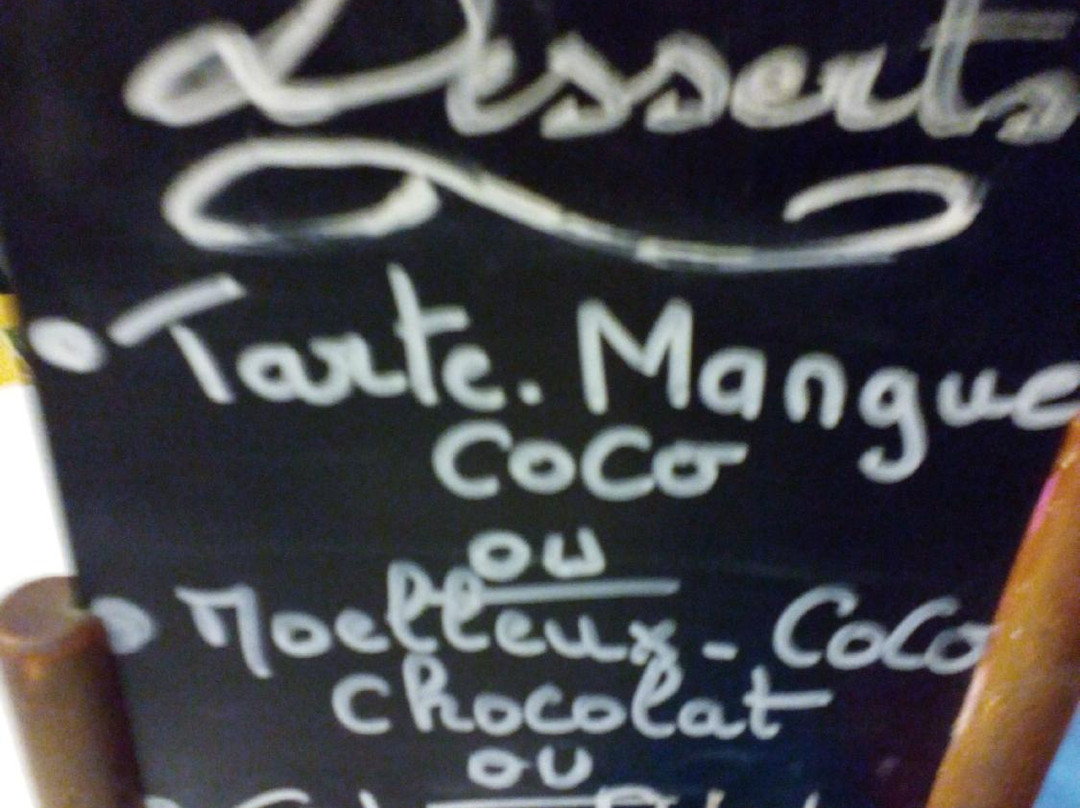 Desserts
• Tarte. Mangue
CoCo
ou
• Moelleux - CoCo
Chocolat
ou